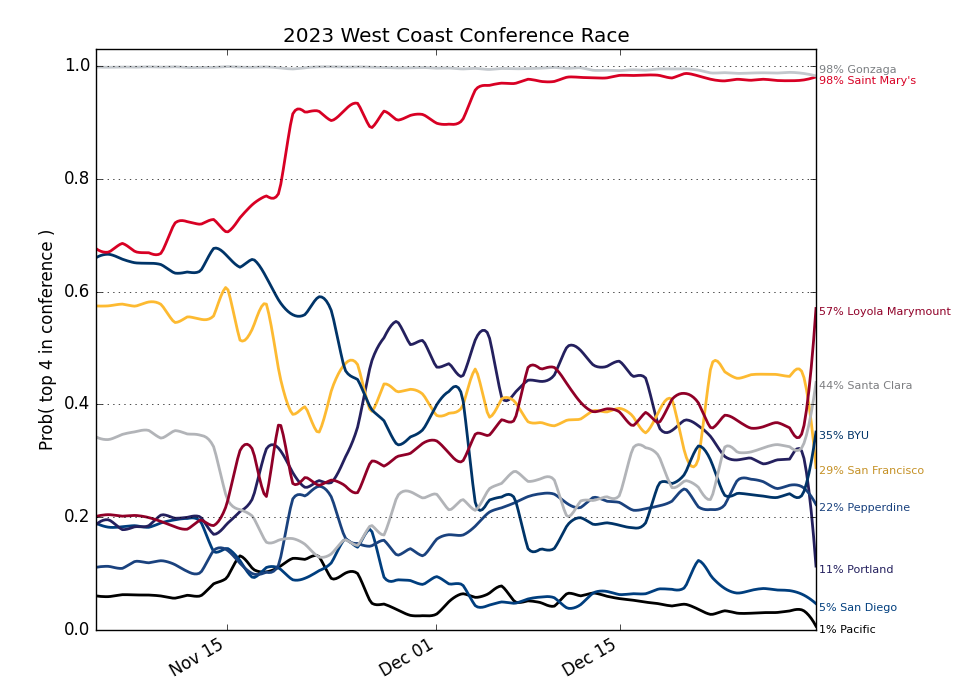 2023 West Coast Conference Race
Prob( top 4 in conference )
1.0
0.8
0.6
0.4
0.2
0.0
Nov 15
Dec 01
Dec 15
98% Gonzaga
98% Saint Mary's
57% Loyola Marymount
44% Santa Clara
35% BYU
29% San Francisco
22% Pepperdine
11% Portland
5% San Diego
1% Pacific